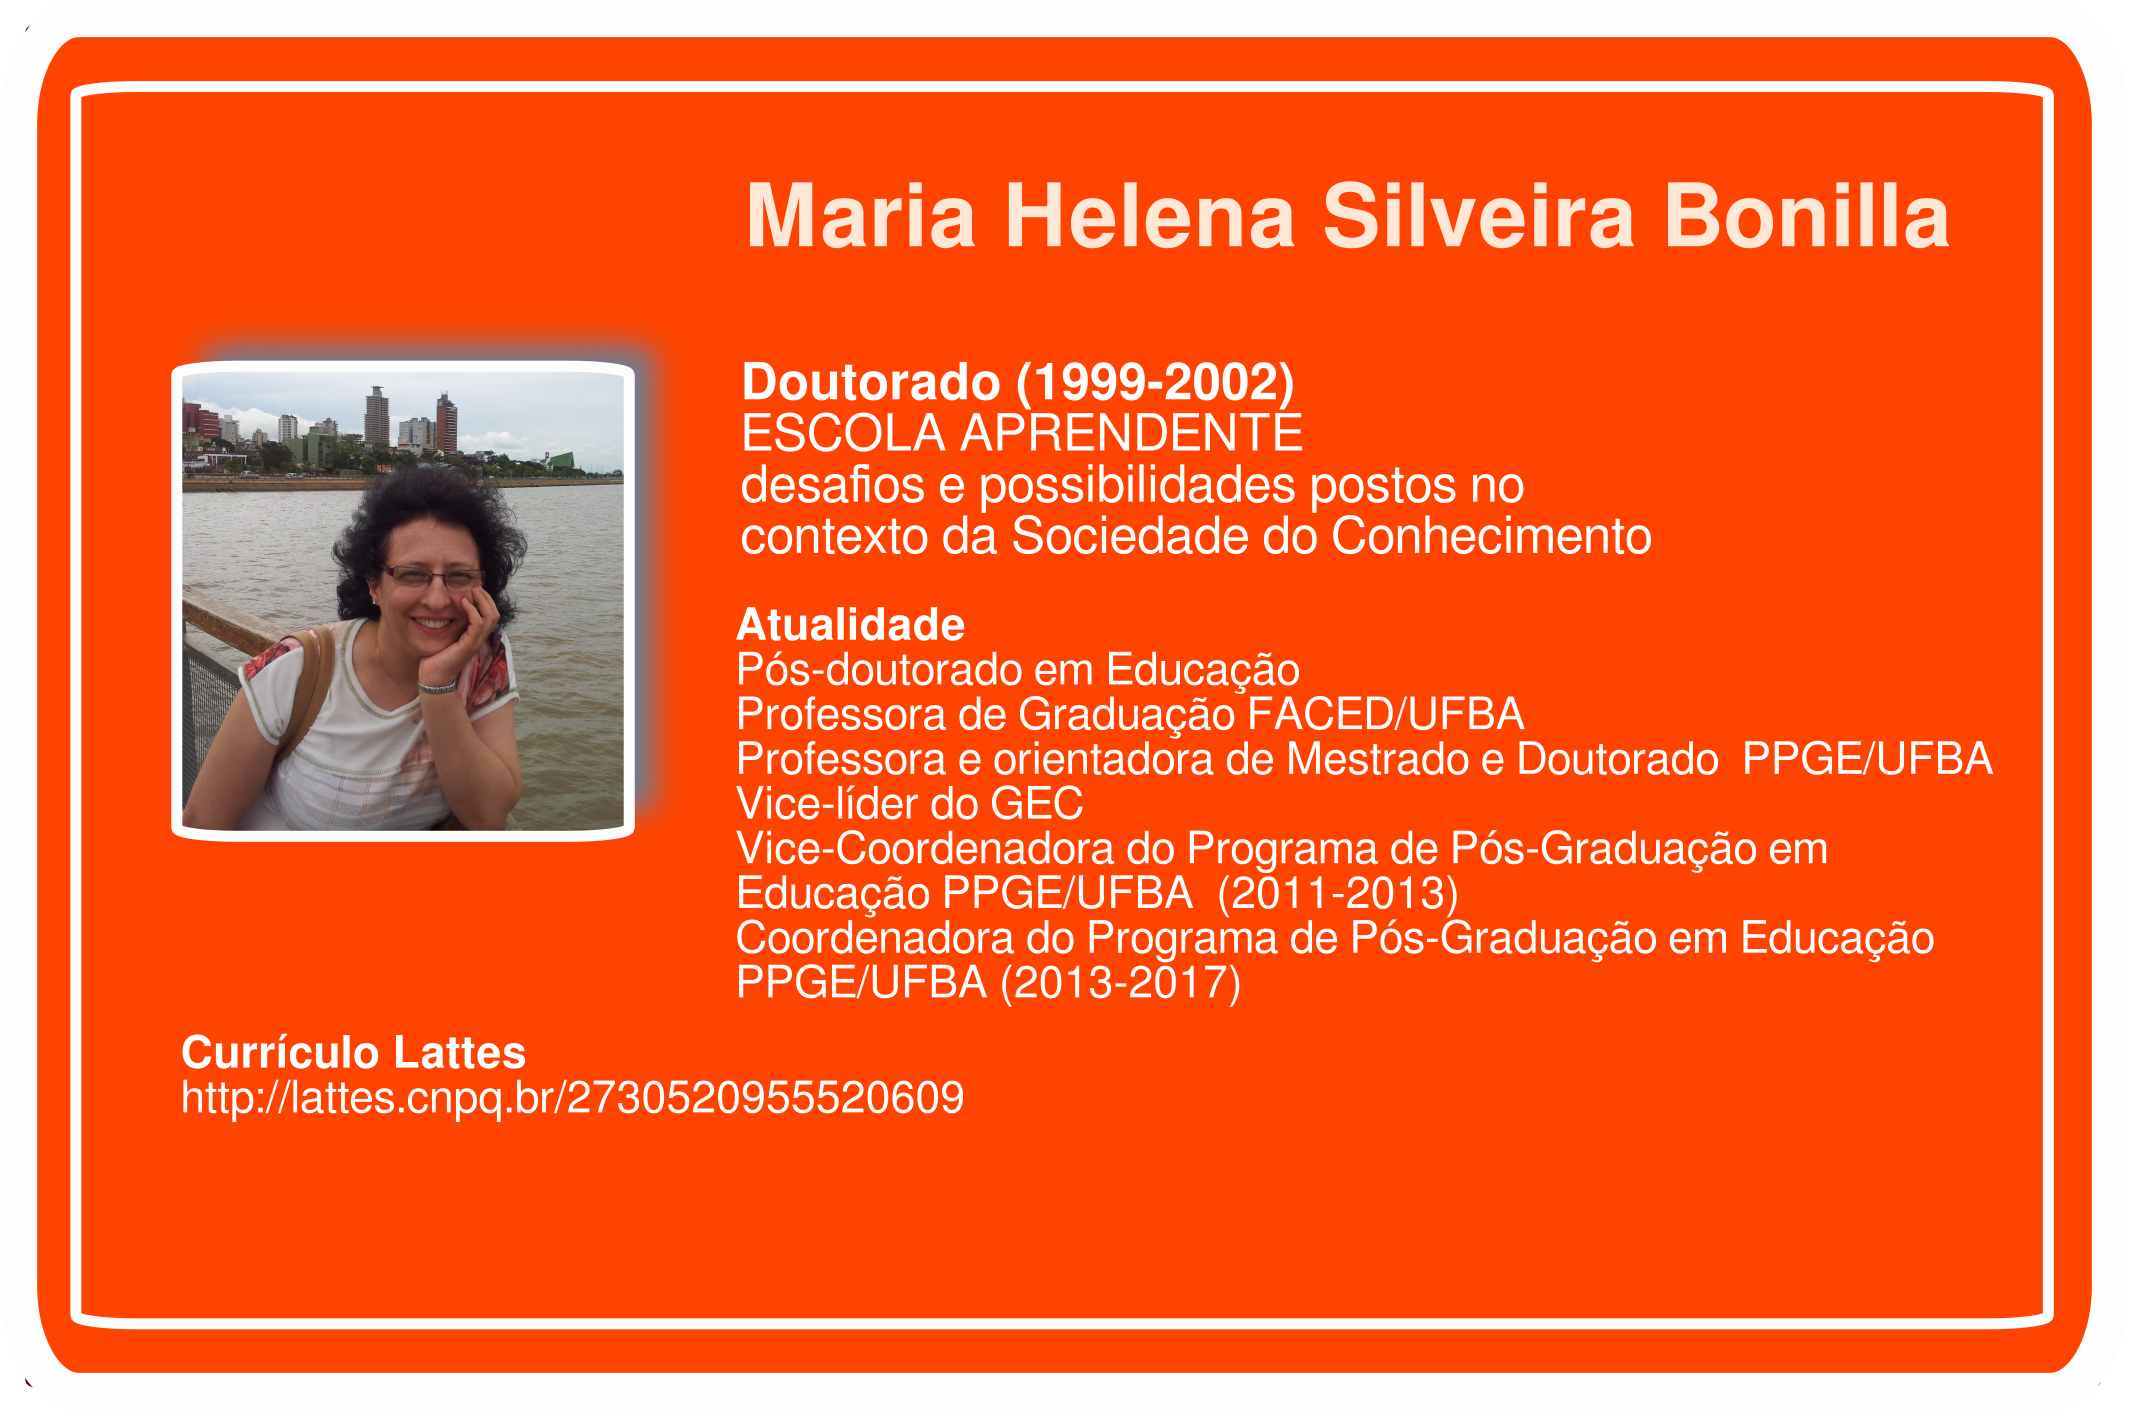 Maria Helena Silveira Bonilla
Doutorado (1999-2002)
ESCOLA APRENDENTE
desafios e possibilidades postos no
contexto da Sociedade do Conhecimento
Atualidade
Pós-doutorado em Educação
Professora de Graduação FACED/UFBA
Professora e orientadora de Mestrado e Doutorado  PPGE/UFBA
Vice-líder do GEC
Vice-Coordenadora do Programa de Pós-Graduação em
Educação PPGE/UFBA  (2011-2013)
Coordenadora do Programa de Pós-Graduação em Educação
PPGE/UFBA (2013-2017)
Currículo Lattes
http://lattes.cnpq.br/2730520955520609